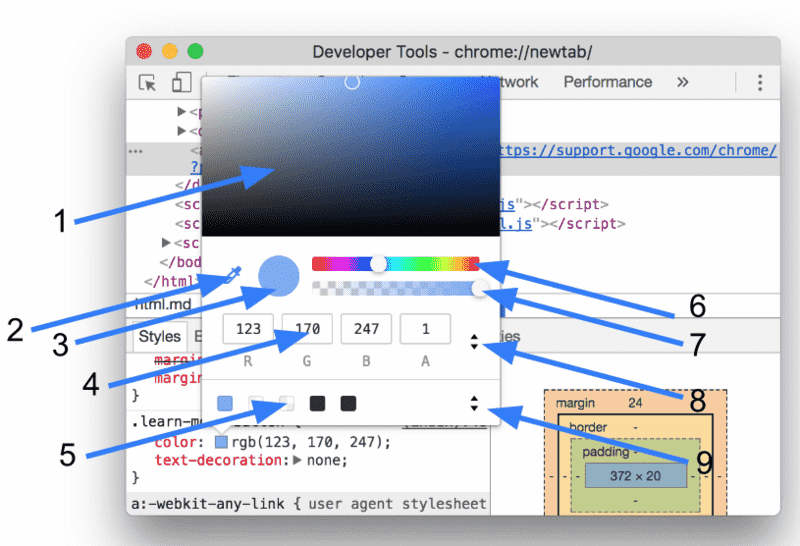 Developer Tools - chrome://newtab/
Performance »
<p
<
... <a ttps://support.google.com/chrome/
?
</d
<sc js"></script>
<sc l.js"></script>
<sc
</bod
</html
html.md
1
2
3
4
5
6
7
8
9
123 170 247 1
R G B A
Styles E ies
margin
margin
}
.learn-mo
color: rgb(123, 170, 247);
text-decoration: none;
}
a:-webkit-any-link { user agent stylesheet
margin 24
border -
padding -
- - - 372 × 20 - - -
-